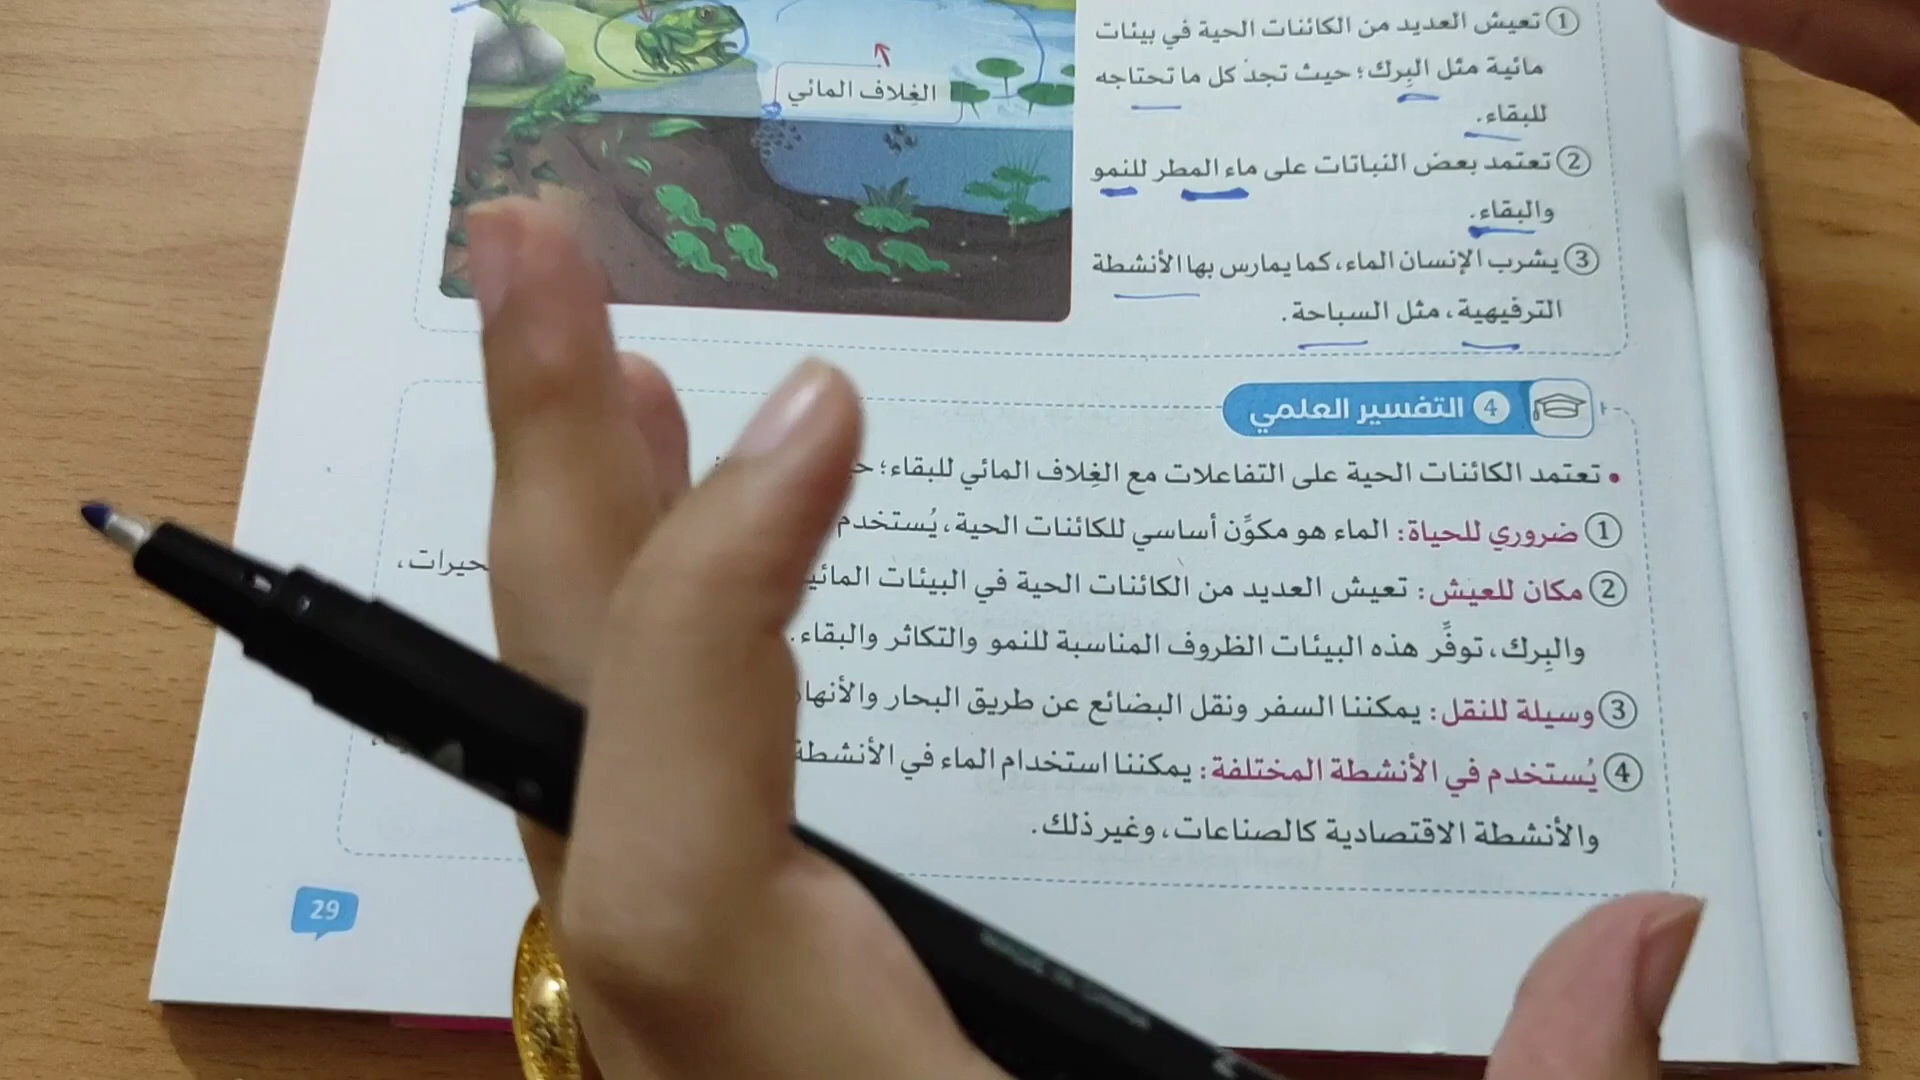 ① تعيش العديد من الكائنات الحية في بيئات
مائية مثل البِرك؛ حيث تجد كل ما تحتاجه
للبقاء.
② تعتمد بعض النباتات على ماء المطر للنمو
والبقاء.
③ يشرب الإنسان الماء، كما يمارس بها الأنشطة
الترفيهية، مثل السباحة.
الغِلاف المائي
4 التفسير العلمي
• تعتمد الكائنات الحية على التفاعلات مع الغِلاف المائي للبقاء؛
① ضروري للحياة: الماء هو مكوِّن أساسي للكائنات الحية، يُستخدم
② مكان للعيش: تعيش العديد من الكائنات الحية في البيئات
والبِرك، توفِّر هذه البيئات الظروف المناسبة للنمو والتكاثر والبقاء.
③ وسيلة للنقل: يمكننا السفر ونقل البضائع عن طريق البحار
④ يُستخدم في الأنشطة المختلفة: يمكننا استخدام الماء في الأنشطة
والأنشطة الاقتصادية كالصناعات، وغير ذلك.
29